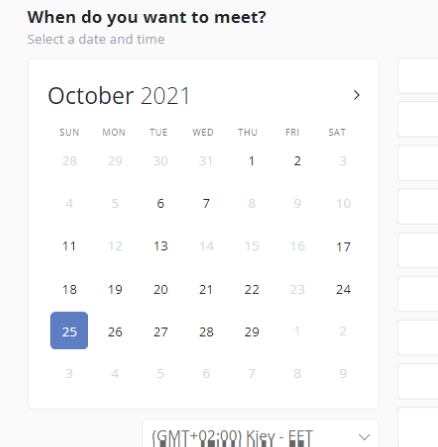 When do you want to meet?
Select a date and time
October 2021
SUN MON TUE WED THU FRI SAT
28 29 30 31 1 2 3
4 5 6 7 8 9 10
11 12 13 14 15 16 17
18 19 20 21 22 23 24
25 26 27 28 29 1 2
3 4 5 6 7 8 9
(GMT+02:00) Kiev - EET